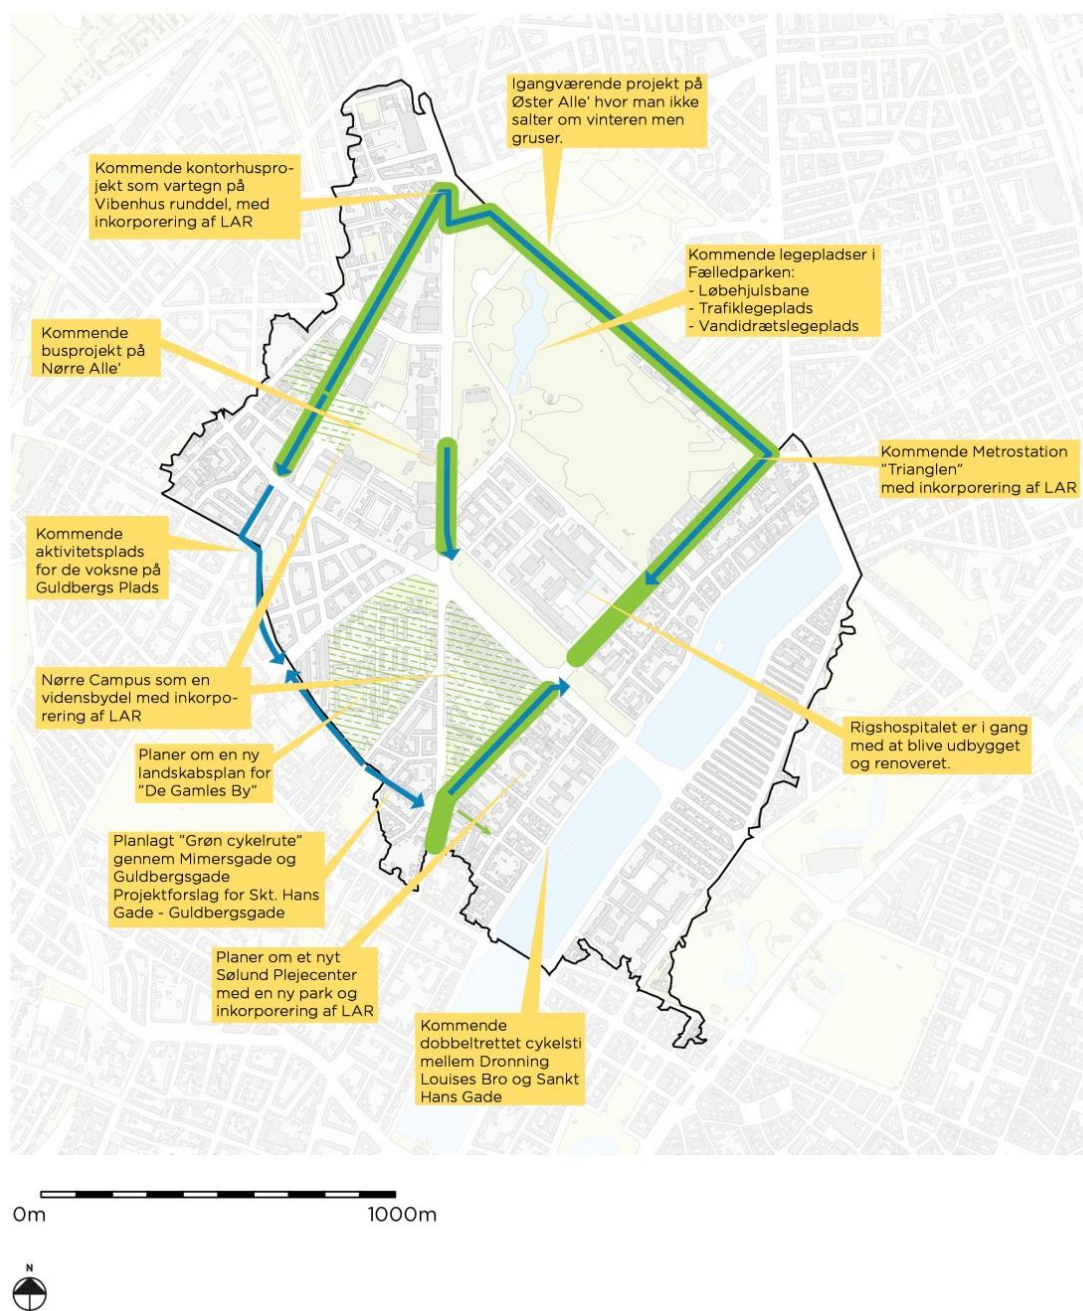 Igangværende projekt på
Øster Alle' hvor man ikke
salter om vinteren men
gruser.
Kommende kontorhuspro-
jekt som vartegn på
Vibenhus runddel, med
inkorporering af LAR
Kommende legepladser i
Fælledparken:
- Løbehjulsbane
- Trafiklegeplads
- Vandidrætslegeplads
Kommende
busprojekt på
Nørre Alle'
Kommende Metrostation
"Trianglen"
med inkorporering af LAR
Kommende
aktivitetsplads
for de voksne på
Guldbergs Plads
Nørre Campus som en
vidensbydel med inkorpo-
rering af LAR
Rigshospitalet er i gang
med at blive udbygget
og renoveret.
Planer om en ny
landskabsplan for
"De Gamles By"
Planlagt "Grøn cykelrute"
gennem Mimersgade og
Guldbergsgade
Projektforslag for Skt. Hans
Gade - Guldbergsgade
Planer om et nyt
Sølund Plejecenter
med en ny park og
inkorporering af LAR
Kommende
dobbeltrettet cykelsti
mellem Dronning
Louises Bro og Sankt
Hans Gade
0m 1000m
N